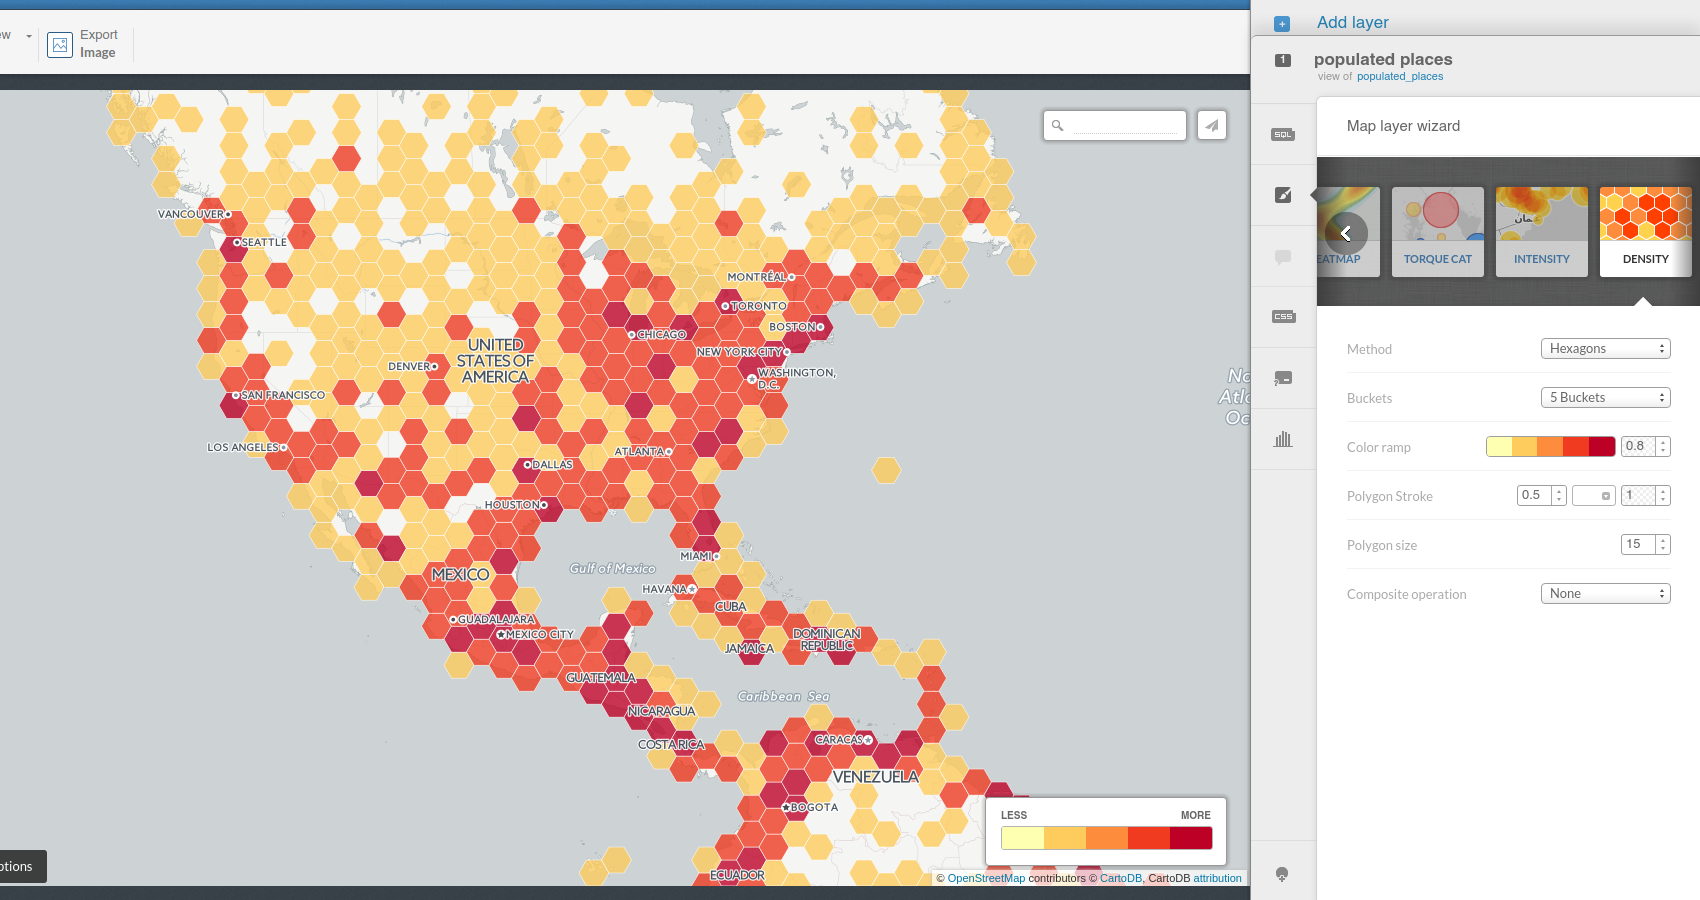 ew
Export
Image
Add layer
1
populated places
view of populated_places
Map layer wizard
SQL
CSS
EATMAP
TORQUE CAT
INTENSITY
DENSITY
Method
Hexagons
Buckets
5 Buckets
Color ramp
0.8
Polygon Stroke
0.5
1
Polygon size
15
Composite operation
None
VANCOUVER
SEATTLE
MONTRÉAL
TORONTO
BOSTON
CHICAGO
UNITED
STATES OF
AMERICA
NEW YORK CITY
DENVER
WASHINGTON,
D.C.
No
Atla
Oc
SAN FRANCISCO
LOS ANGELES
ATLANTA
DALLAS
HOUSTON
MIAMI
Gulf of Mexico
MEXICO
HAVANA
CUBA
GUADALAJARA
MEXICO CITY
DOMINICAN
REPUBLIC
JAMAICA
GUATEMALA
Caribbean Sea
NICARAGUA
COSTA RICA
CARACAS
VENEZUELA
BOGOTA
ECUADOR
LESS
MORE
ptions
© OpenStreetMap contributors © CartoDB, CartoDB attribution